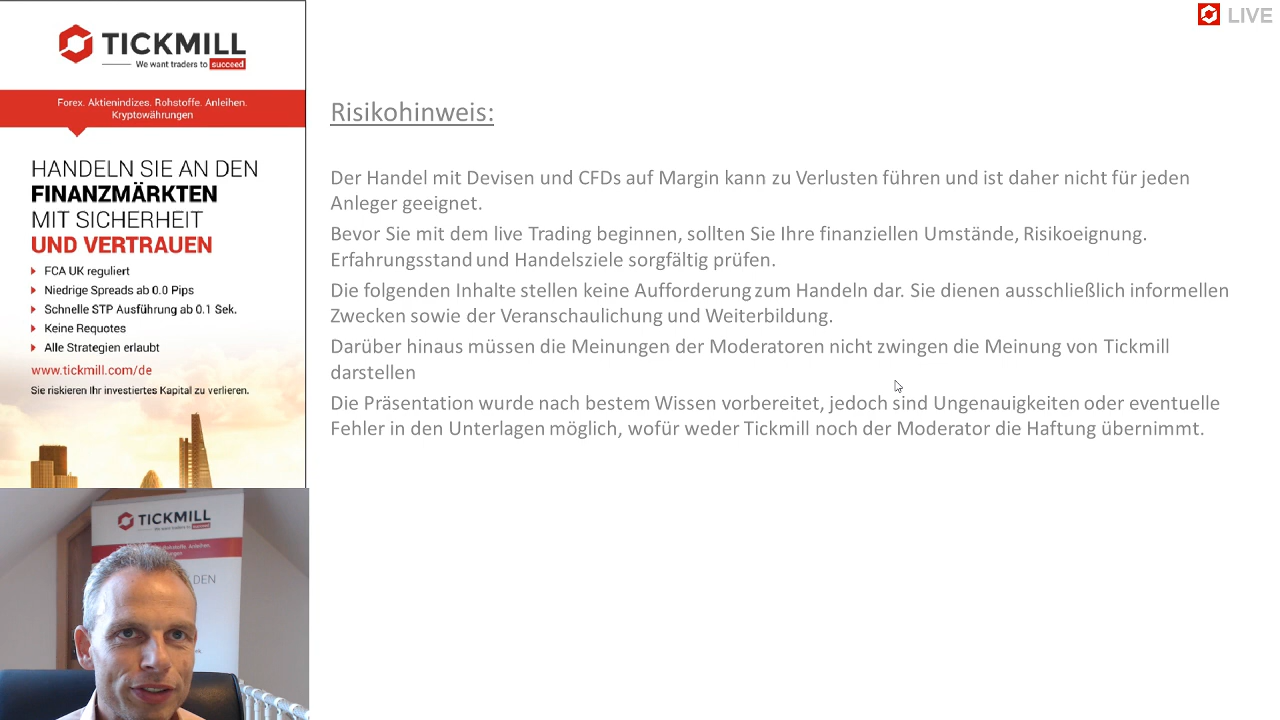 TICKMILL
We want traders to succeed
Forex. Aktienindizes. Rohstoffe. Anleihen.
Kryptowährungen
HANDELN SIE AN DEN
FINANZMÄRKTEN
MIT SICHERHEIT
UND VERTRAUEN
FCA UK reguliert
Niedrige Spreads ab 0.0 Pips
Schnelle STP Ausführung ab 0.1 Sek.
Keine Requotes
Alle Strategien erlaubt
www.tickmill.com/de
Sie riskieren Ihr investiertes Kapital zu verlieren.
TICKMILL
We want traders to succeed
Rohstoffe. Anleihen.
DEN
LIVE
Risikohinweis:
Der Handel mit Devisen und CFDs auf Margin kann zu Verlusten führen und ist daher nicht für jeden
Anleger geeignet.
Bevor Sie mit dem live Trading beginnen, sollten Sie Ihre finanziellen Umstände, Risikoeignung.
Erfahrungsstand und Handelsziele sorgfältig prüfen.
Die folgenden Inhalte stellen keine Aufforderung zum Handeln dar. Sie dienen ausschließlich informellen
Zwecken sowie der Veranschaulichung und Weiterbildung.
Darüber hinaus müssen die Meinungen der Moderatoren nicht zwingen die Meinung von Tickmill
darstellen
Die Präsentation wurde nach bestem Wissen vorbereitet, jedoch sind Ungenauigkeiten oder eventuelle
Fehler in den Unterlagen möglich, wofür weder Tickmill noch der Moderator die Haftung übernimmt.